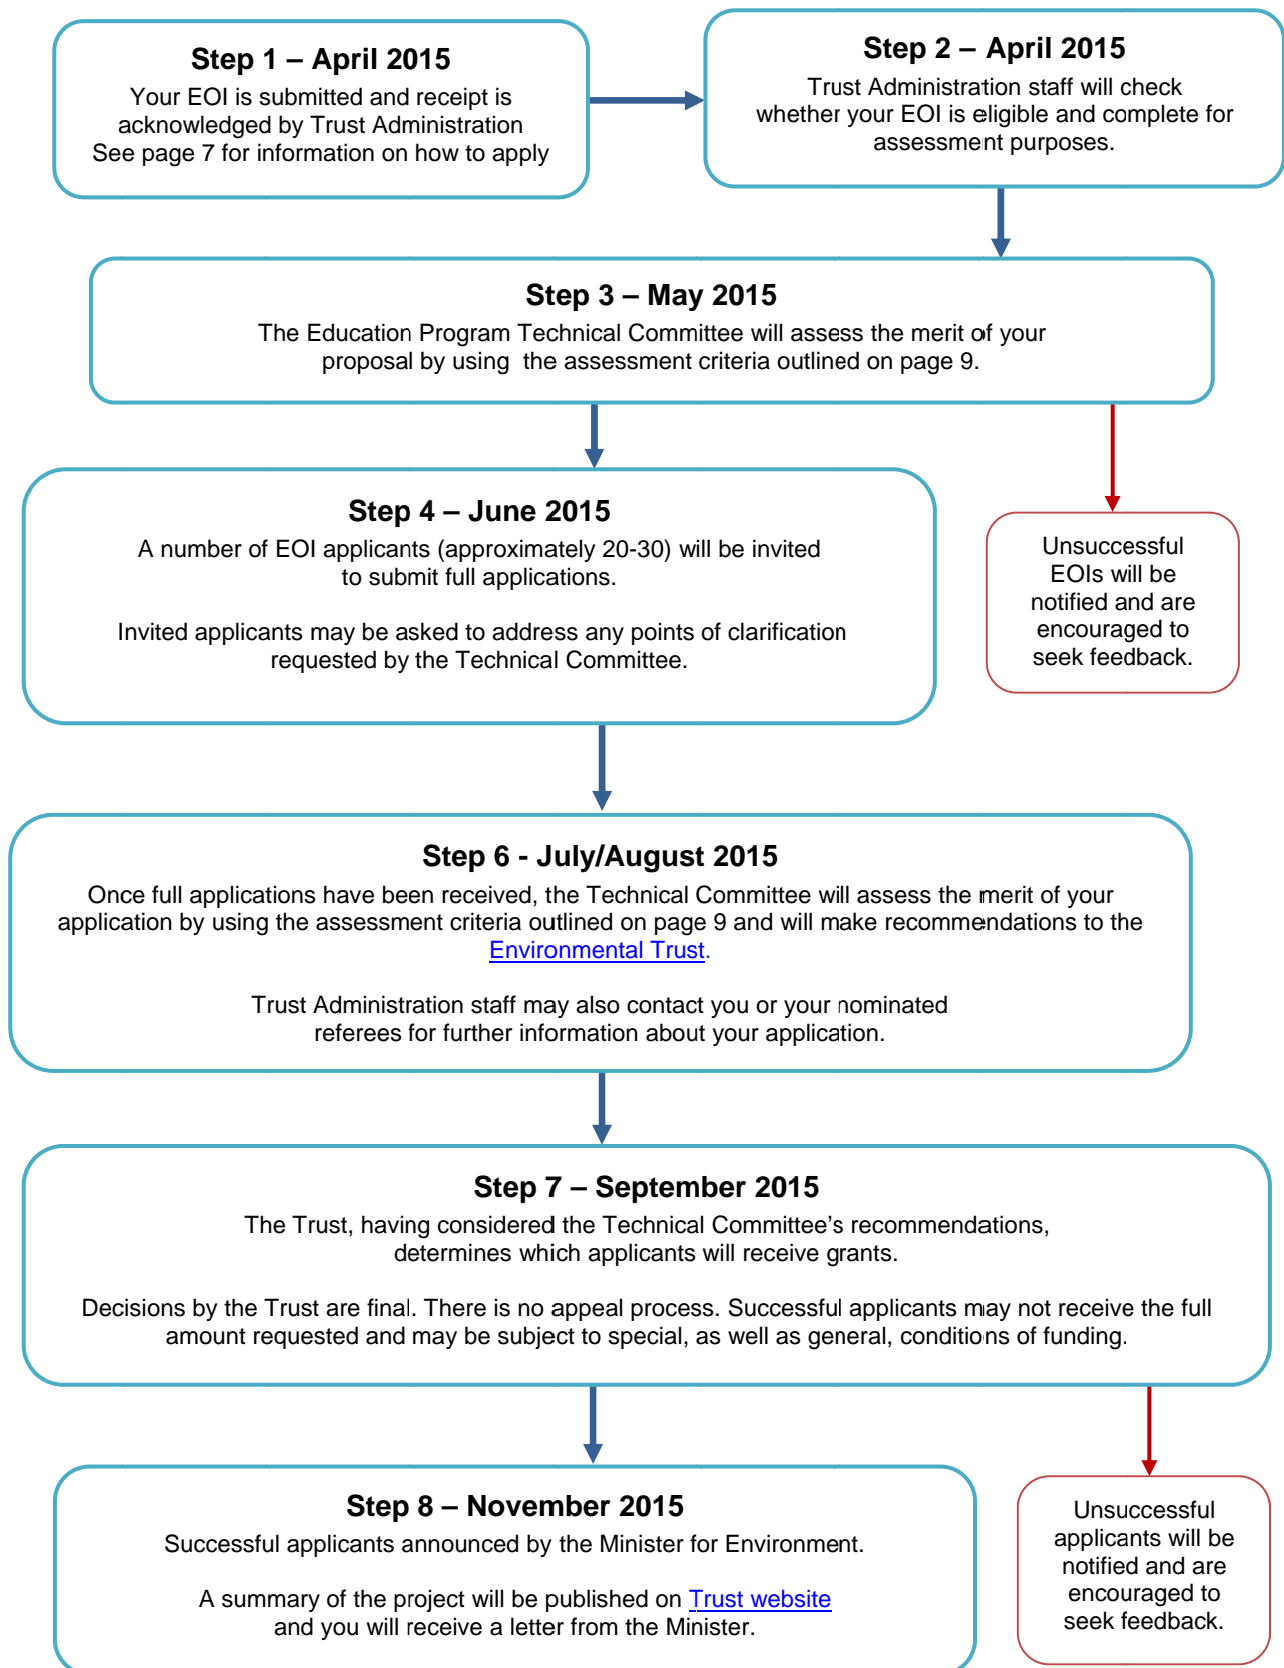 Step 1 – April 2015
Your EOI is submitted and receipt is
acknowledged by Trust Administration
See page 7 for information on how to apply
Step 2 – April 2015
Trust Administration staff will check
whether your EOI is eligible and complete for
assessment purposes.
Step 3 – May 2015
The Education Program Technical Committee will assess the merit of your
proposal by using  the assessment criteria outlined on page 9.
Step 4 – June 2015
A number of EOI applicants (approximately 20-30) will be invited
to submit full applications.
Invited applicants may be asked to address any points of clarification
requested by the Technical Committee.
Unsuccessful
EOIs will be
notified and are
encouraged to
seek feedback.
Step 6 - July/August 2015
Once full applications have been received, the Technical Committee will assess the merit of your
application by using the assessment criteria outlined on page 9 and will make recommendations to the
Environmental Trust.
Trust Administration staff may also contact you or your nominated
referees for further information about your application.
Step 7 – September 2015
The Trust, having considered the Technical Committee’s recommendations,
determines which applicants will receive grants.
Decisions by the Trust are final. There is no appeal process. Successful applicants may not receive the full
amount requested and may be subject to special, as well as general, conditions of funding.
Step 8 – November 2015
Successful applicants announced by the Minister for Environment.
A summary of the project will be published on Trust website
and you will receive a letter from the Minister.
Unsuccessful
applicants will be
notified and are
encouraged to
seek feedback.